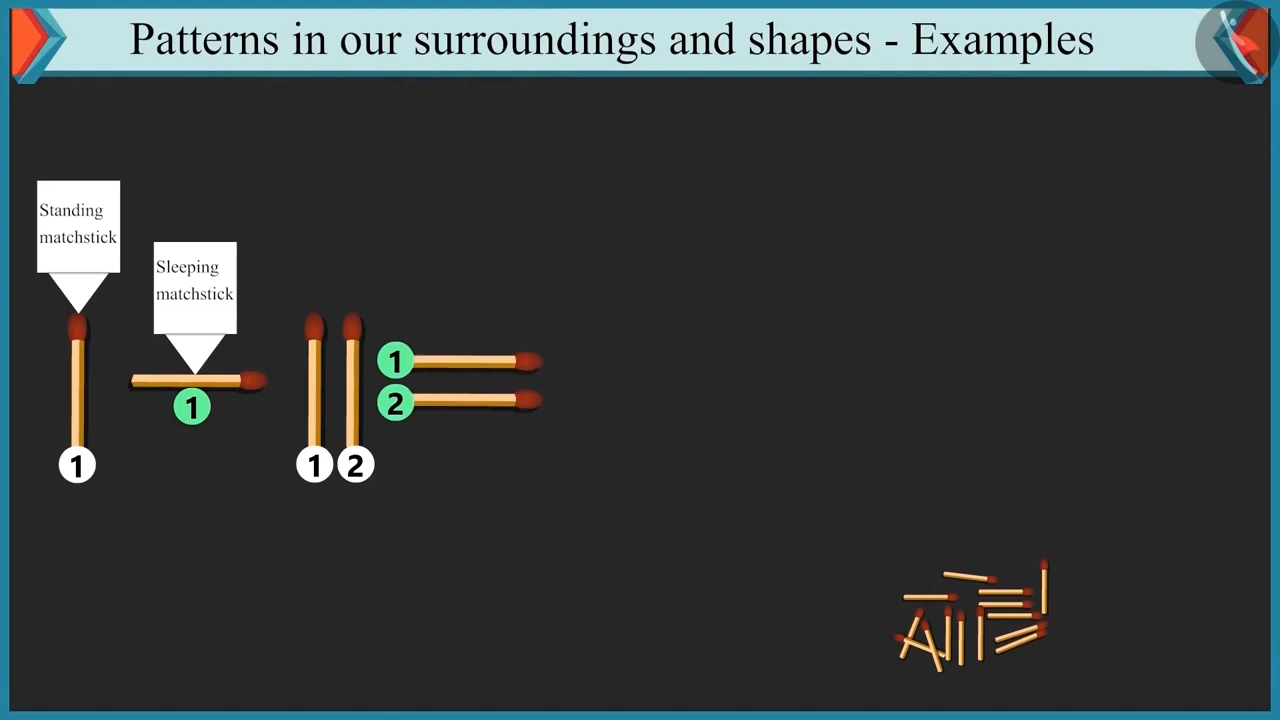 Patterns in our surroundings and shapes - Examples
Standing
matchstick
Sleeping
matchstick
1
1
1 2
1
2